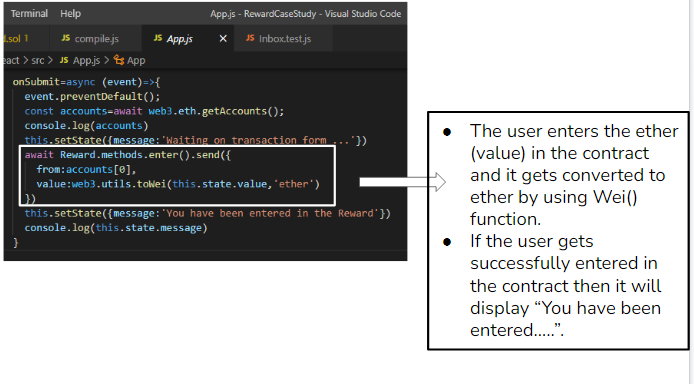 Terminal Help App.js - RewardCaseStudy - Visual Studio Code
d.sol 1 JS compile.js JS App.js × JS Inbox.test.js
eact > src > JS App.js > App
onSubmit=async (event)=>{
event.preventDefault();
const accounts=await web3.eth.getAccounts();
console.log(accounts)
this.setState({message:'Waiting on transaction form ...'})
await Reward.methods.enter().send({
from:accounts[0],
value:web3.utils.toWei(this.state.value,'ether')
})
this.setState({message:'You have been entered in the Reward'})
console.log(this.state.message)
}
● The user enters the ether
(value) in the contract
and it gets converted to
ether by using Wei()
function.
● If the user gets
successfully entered in
the contract then it will
display “You have been
entered.....”.